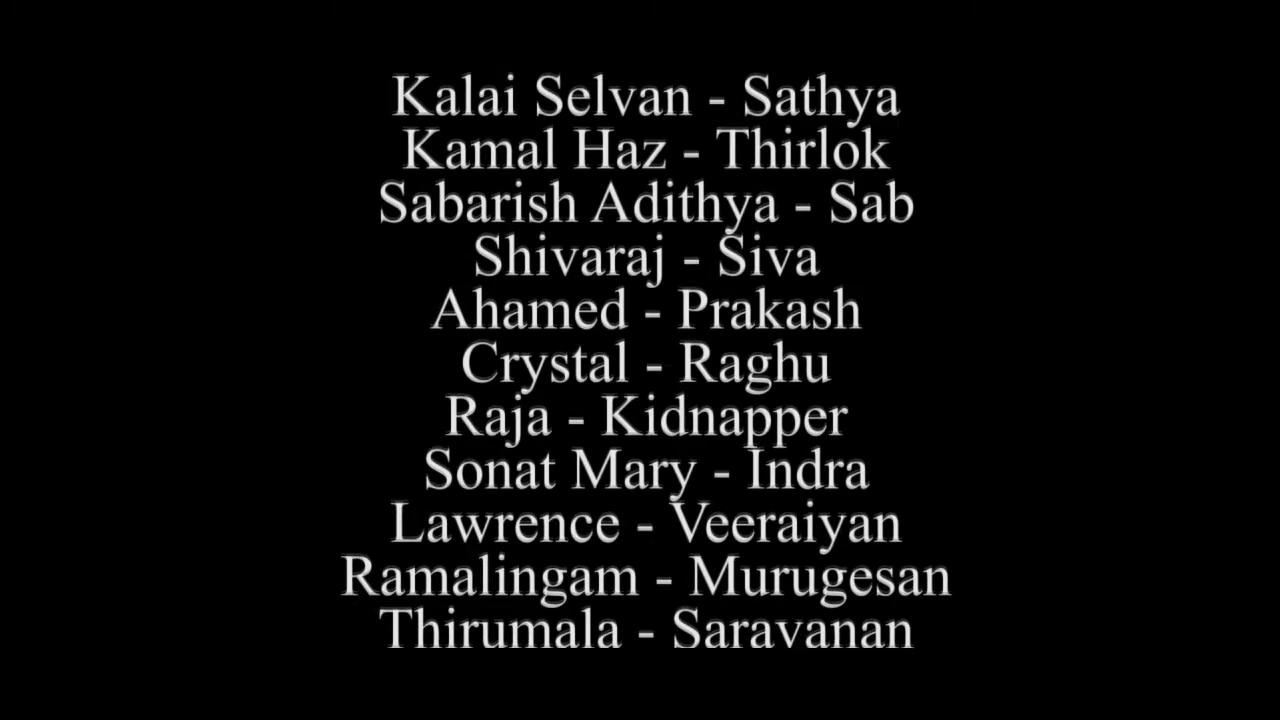 Kalai Selvan - Sathya
Kamal Haz - Thirlok
Sabarish Adithya - Sab
Shivaraj - Siva
Ahamed - Prakash
Crystal - Raghu
Raja - Kidnapper
Sonat Mary - Indra
Lawrence - Veeraiyan
Ramalingam - Murugesan
Thirumala - Saravanan